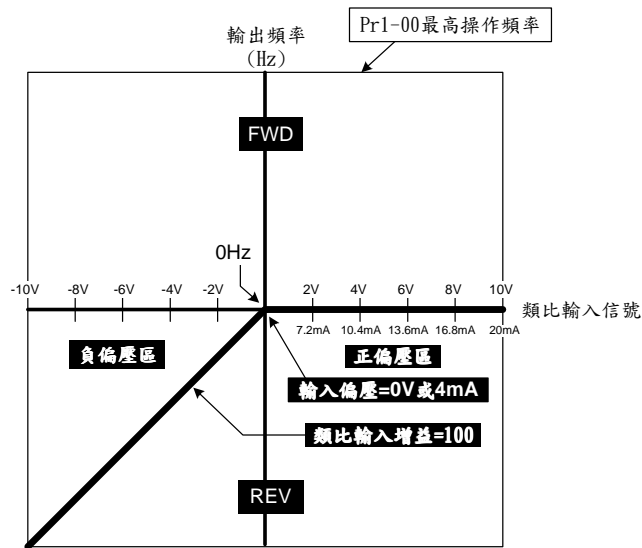 Pr1-00最高操作頻率
輸出頻率
(Hz)
FWD
0Hz
-10V -8V -6V -4V -2V 2V 4V 6V 8V 10V
類比輸入信號
7.2mA 10.4mA 13.6mA 16.8mA 20mA
負偏壓區 正偏壓區
輸入偏壓=0V或4mA
類比輸入增益=100
REV